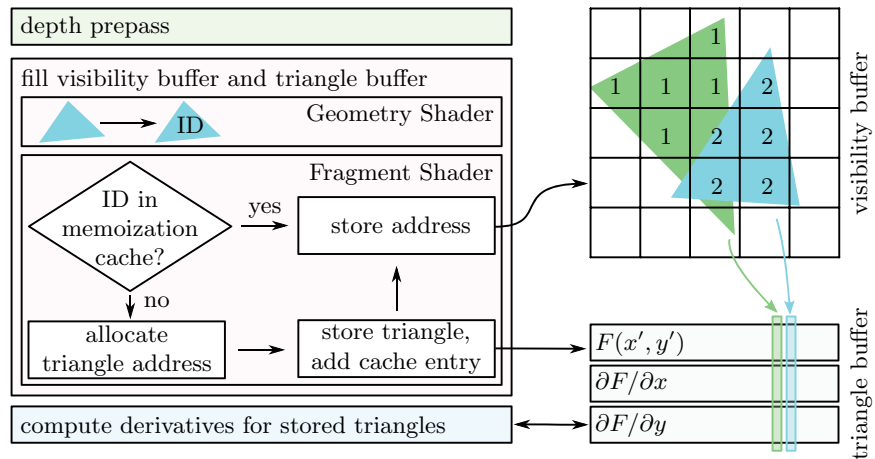 depth prepass
fill visibility buffer and triangle buffer
Geometry Shader
ID
Fragment Shader
ID in
memoization
cache?
yes
store address
no
allocate
triangle address
store triangle,
add cache entry
compute derivatives for stored triangles
1
1 1 1 2
1 2 2
2 2
visibility buffer
F(x′, y′)
∂F/∂x
∂F/∂y
triangle buffer